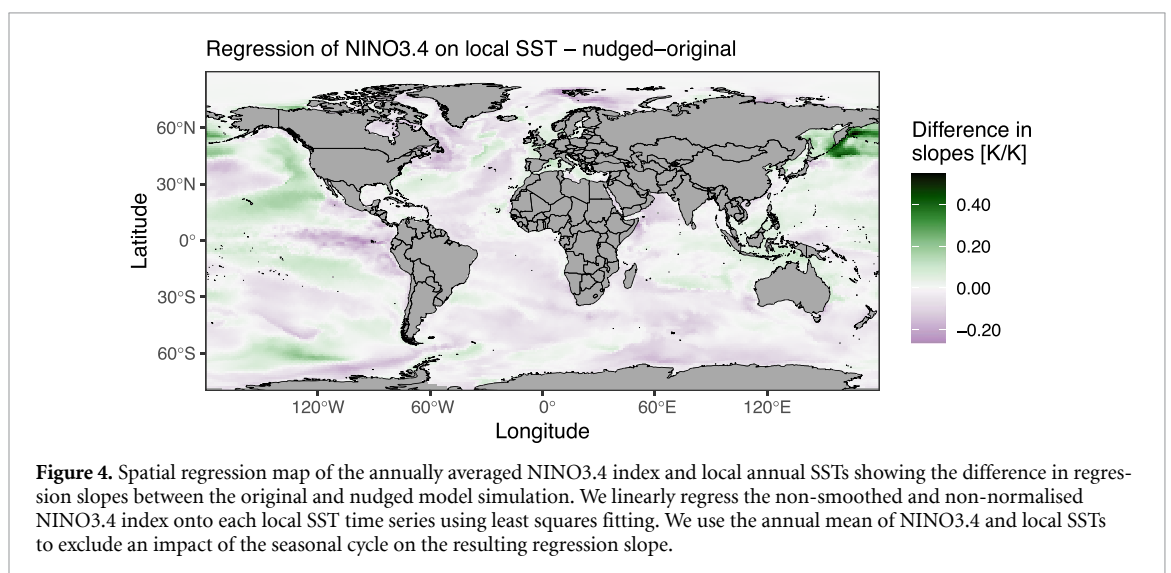 Regression of NINO3.4 on local SST – nudged–original
60°N
30°N
0°
30°S
60°S
Latitude
120°W 60°W 0° 60°E 120°E
Longitude
Difference in
slopes [K/K]
0.40
0.20
0.00
−0.20
Figure 4. Spatial regression map of the annually averaged NINO3.4 index and local annual SSTs showing the difference in regres-
sion slopes between the original and nudged model simulation. We linearly regress the non-smoothed and non-normalised
NINO3.4 index onto each local SST time series using least squares fitting. We use the annual mean of NINO3.4 and local SSTs
to exclude an impact of the seasonal cycle on the resulting regression slope.